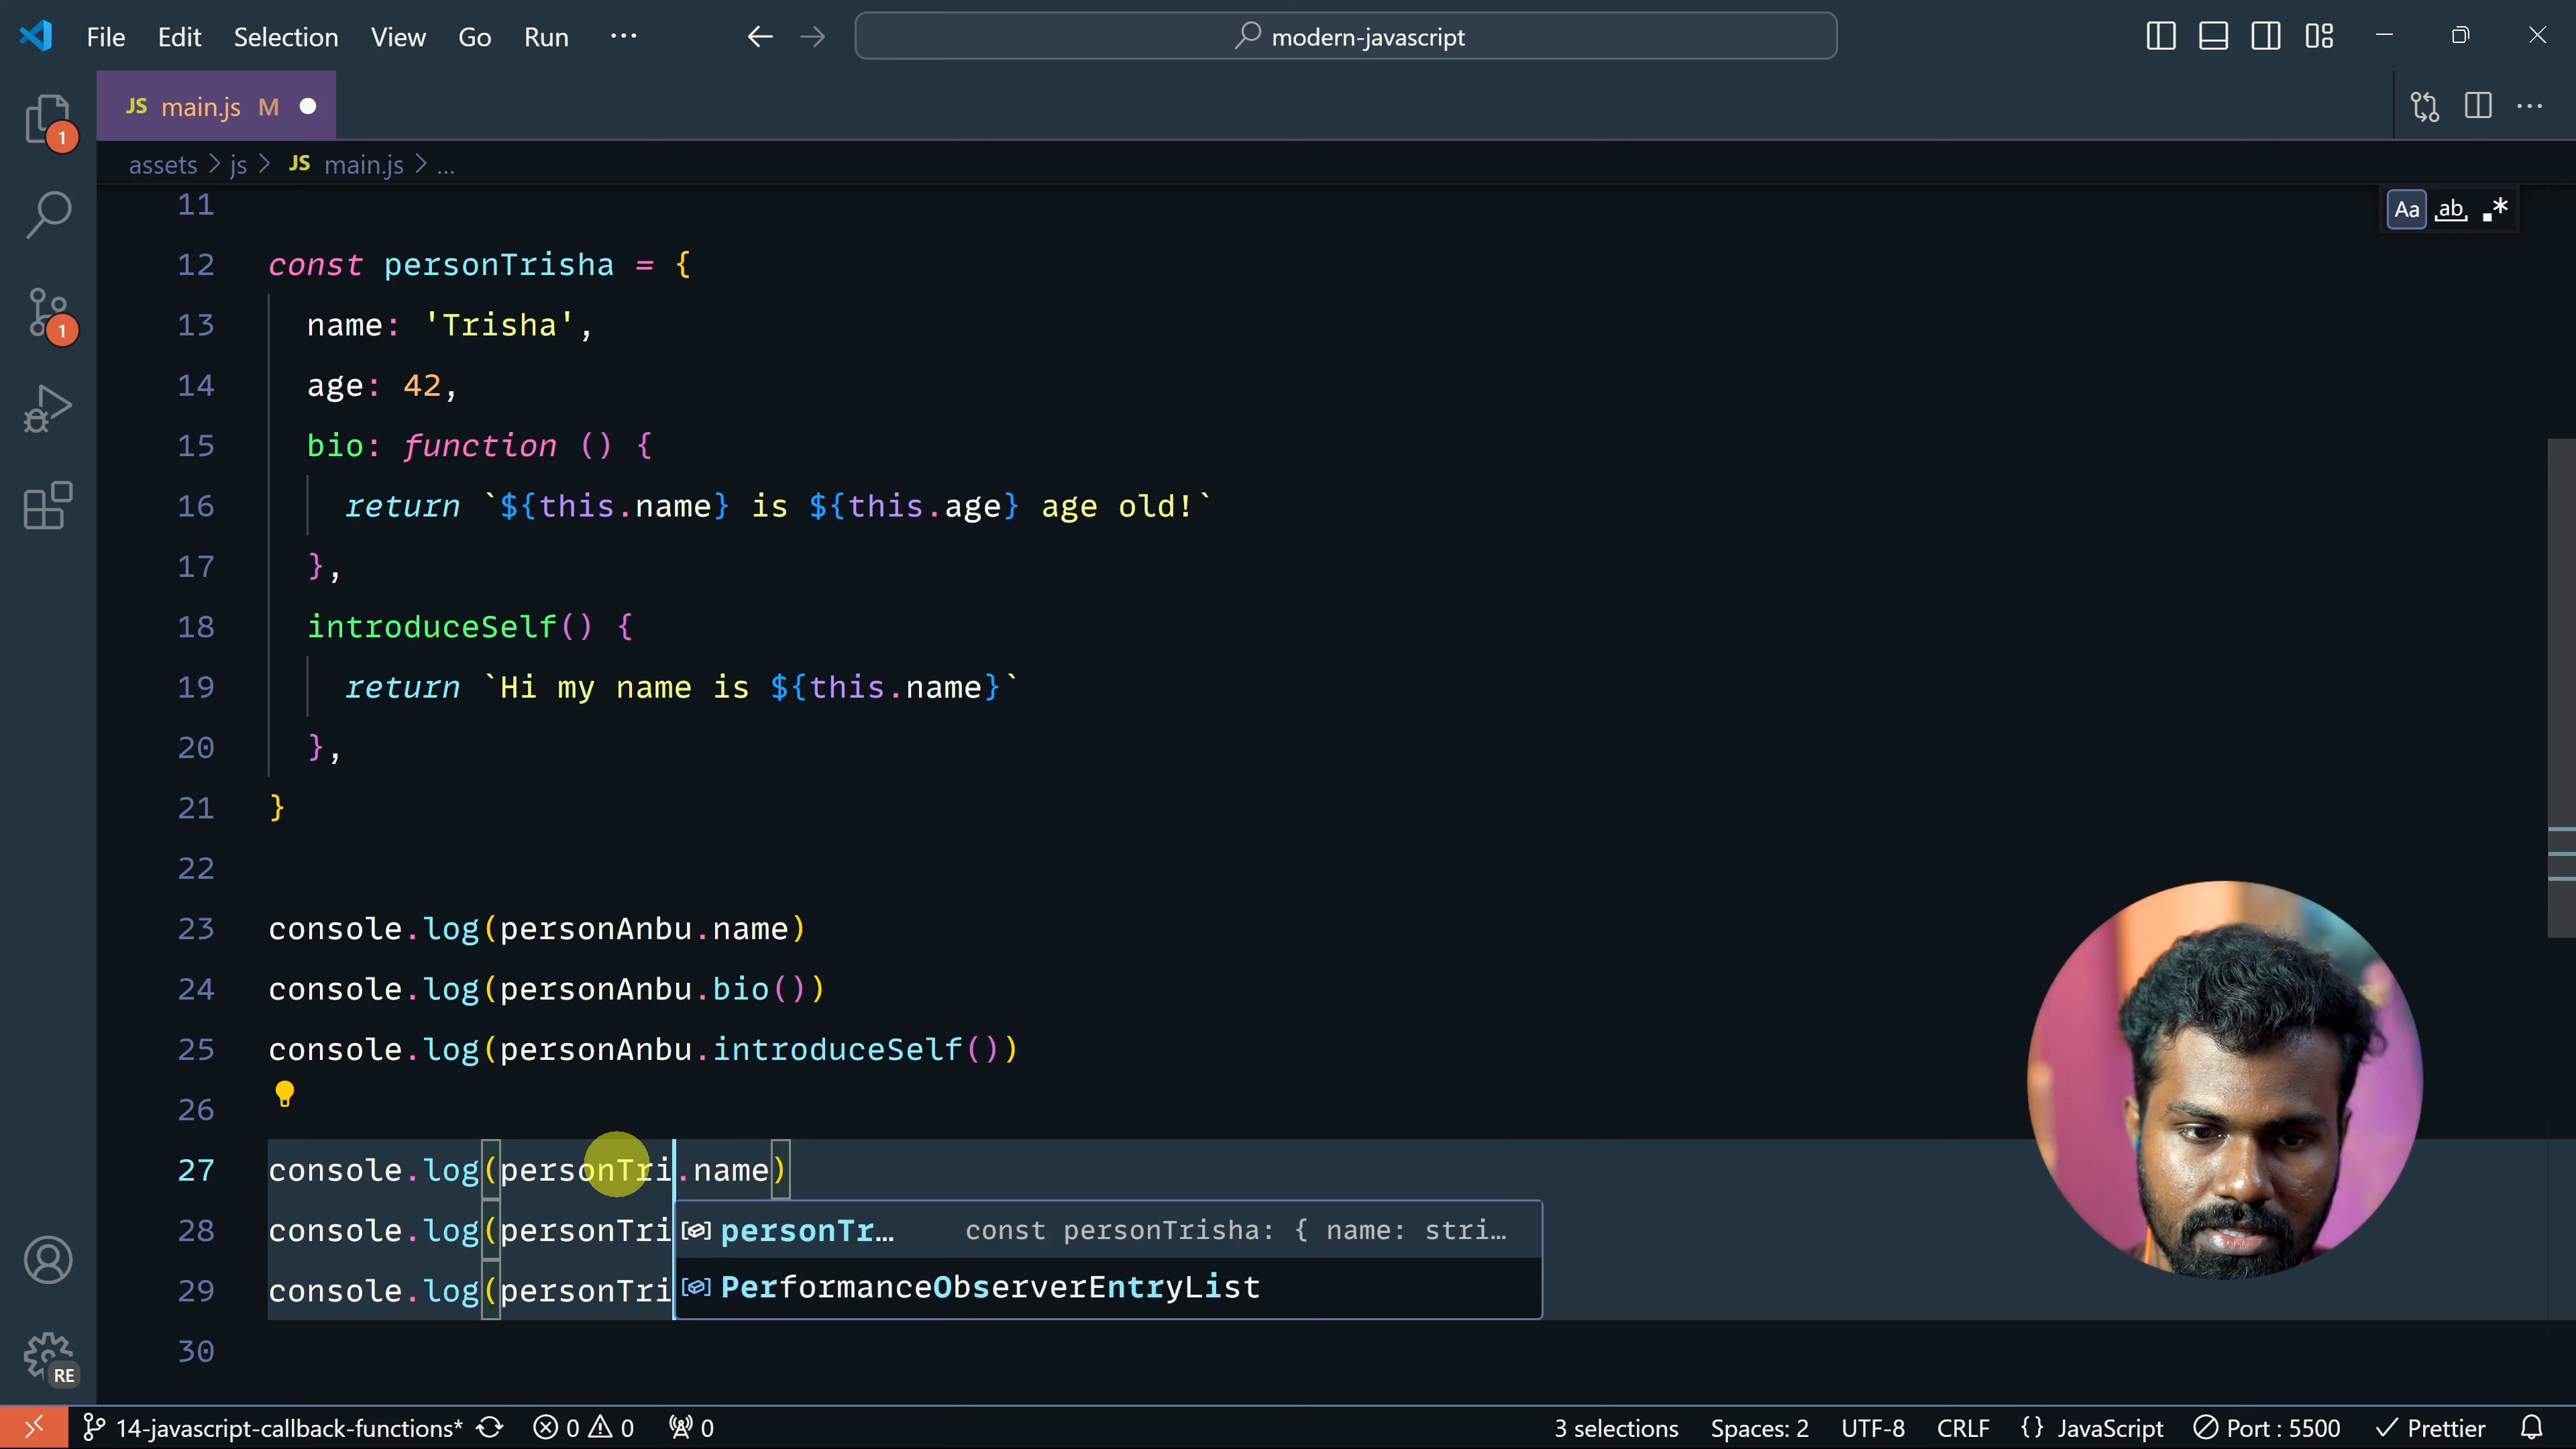 File Edit Selection View Go Run ··· modern-javascript
JS main.js M
assets > js > JS main.js > ...
Aa ab .*
11
12 const personTrisha = {
13 name: 'Trisha',
14 age: 42,
15 bio: function () {
16 return `${this.name} is ${this.age} age old!`
17 },
18 introduceSelf() {
19 return `Hi my name is ${this.name}`
20 },
21 }
22
23 console.log(personAnbu.name)
24 console.log(personAnbu.bio())
25 console.log(personAnbu.introduceSelf())
26
27 console.log(personTri.name)
28 console.log(personTri
personTr… const personTrisha: { name: stri…
29 console.log(personTri
PerformanceObserverEntryList
30
1
1
RE
14-javascript-callback-functions* 0 0 0 3 selections Spaces: 2 UTF-8 CRLF {} JavaScript Port : 5500 Prettier